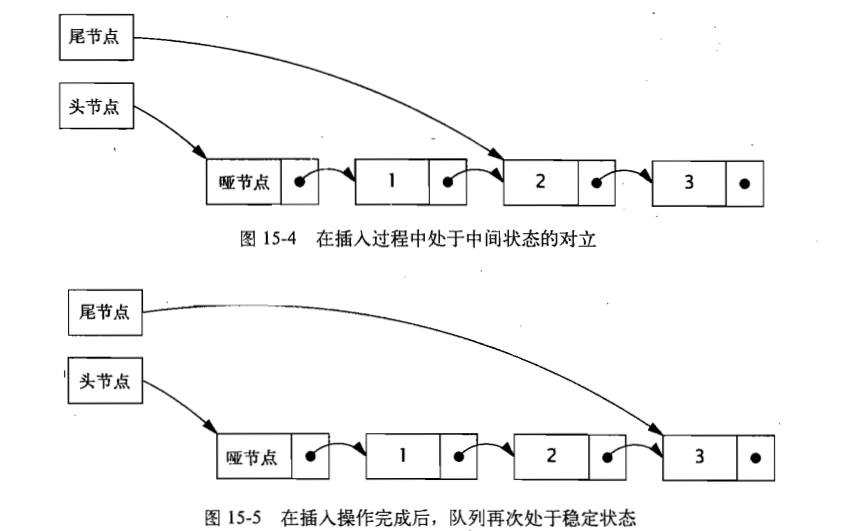 尾节点
头节点
哑节点 1 2 3
图 15-4 在插入过程中处于中间状态的对立
尾节点
头节点
哑节点 1 2 3
图 15-5 在插入操作完成后，队列再次处于稳定状态